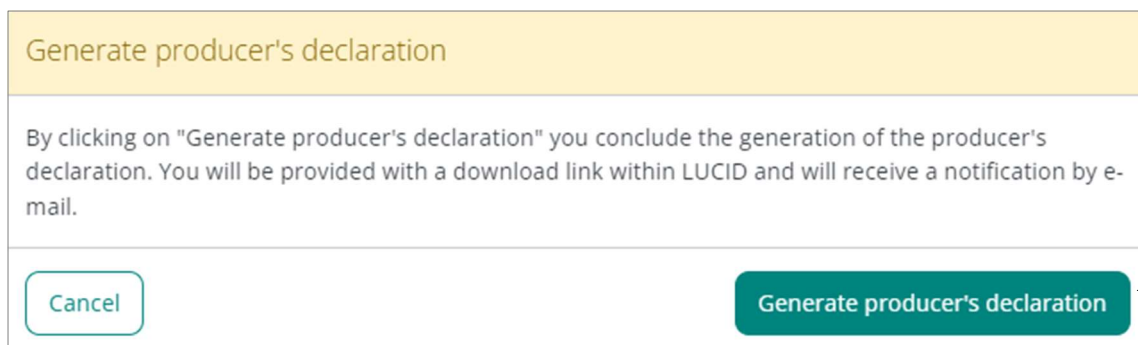 Generate producer's declaration
By clicking on "Generate producer's declaration" you conclude the generation of the producer's
declaration. You will be provided with a download link within LUCID and will receive a notification by e-
mail.
Cancel
Generate producer's declaration